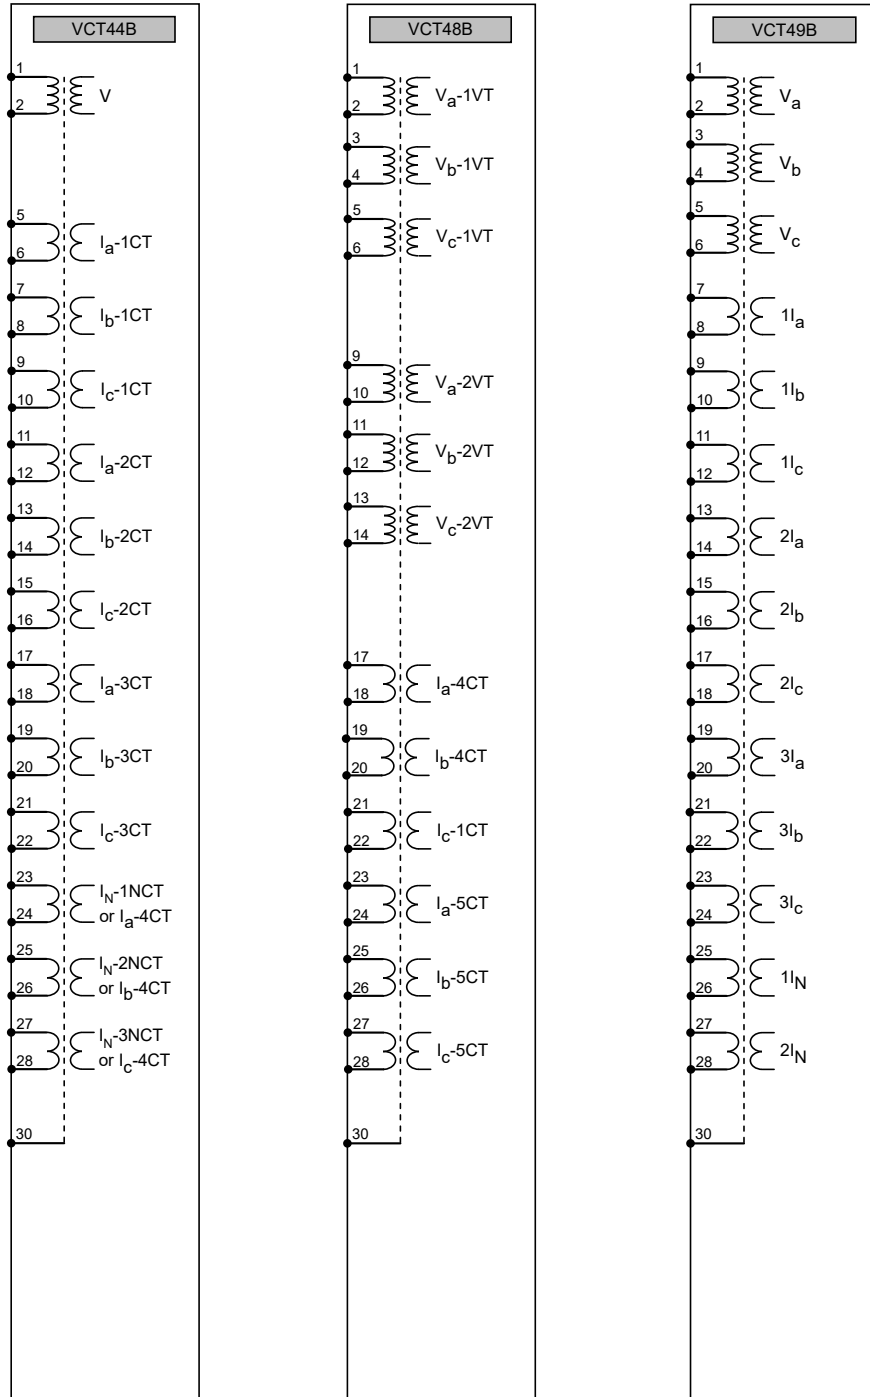 VCT44B
1
2
V
5
6
Ia-1CT
7
8
Ib-1CT
9
10
Ic-1CT
11
12
Ia-2CT
13
14
Ib-2CT
15
16
Ic-2CT
17
18
Ia-3CT
19
20
Ib-3CT
21
22
Ic-3CT
23
24
IN-1NCT
or Ia-4CT
25
26
IN-2NCT
or Ib-4CT
27
28
IN-3NCT
or Ic-4CT
30
VCT48B
1
2
Va-1VT
3
4
Vb-1VT
5
6
Vc-1VT
9
10
Va-2VT
11
12
Vb-2VT
13
14
Vc-2VT
17
18
Ia-4CT
19
20
Ib-4CT
21
22
Ic-1CT
23
24
Ia-5CT
25
26
Ib-5CT
27
28
Ic-5CT
30
VCT49B
1
2
Va
3
4
Vb
5
6
Vc
7
8
1Ia
9
10
1Ib
11
12
1Ic
13
14
2Ia
15
16
2Ib
17
18
2Ic
19
20
3Ia
21
22
3Ib
23
24
3Ic
25
26
1IN
27
28
2IN
30